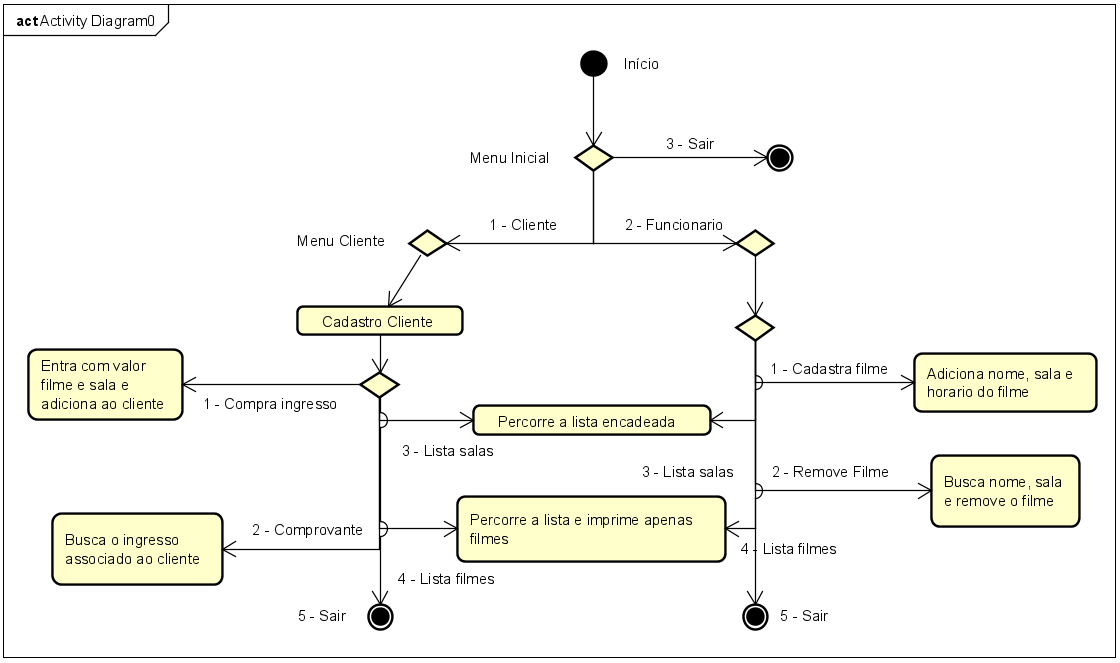 act Activity Diagram0
Início
Menu Inicial
3 - Sair
1 - Cliente
2 - Funcionario
Menu Cliente
Cadastro Cliente
Entra com valor
filme e sala e
adiciona ao cliente
1 - Compra ingresso
1 - Cadastra filme
Adiciona nome, sala e
horario do filme
Percorre a lista encadeada
3 - Lista salas
3 - Lista salas
2 - Remove Filme
Busca nome, sala
e remove o filme
Percorre a lista e imprime apenas
filmes
2 - Comprovante
Busca o ingresso
associado ao cliente
4 - Lista filmes
4 - Lista filmes
5 - Sair
5 - Sair